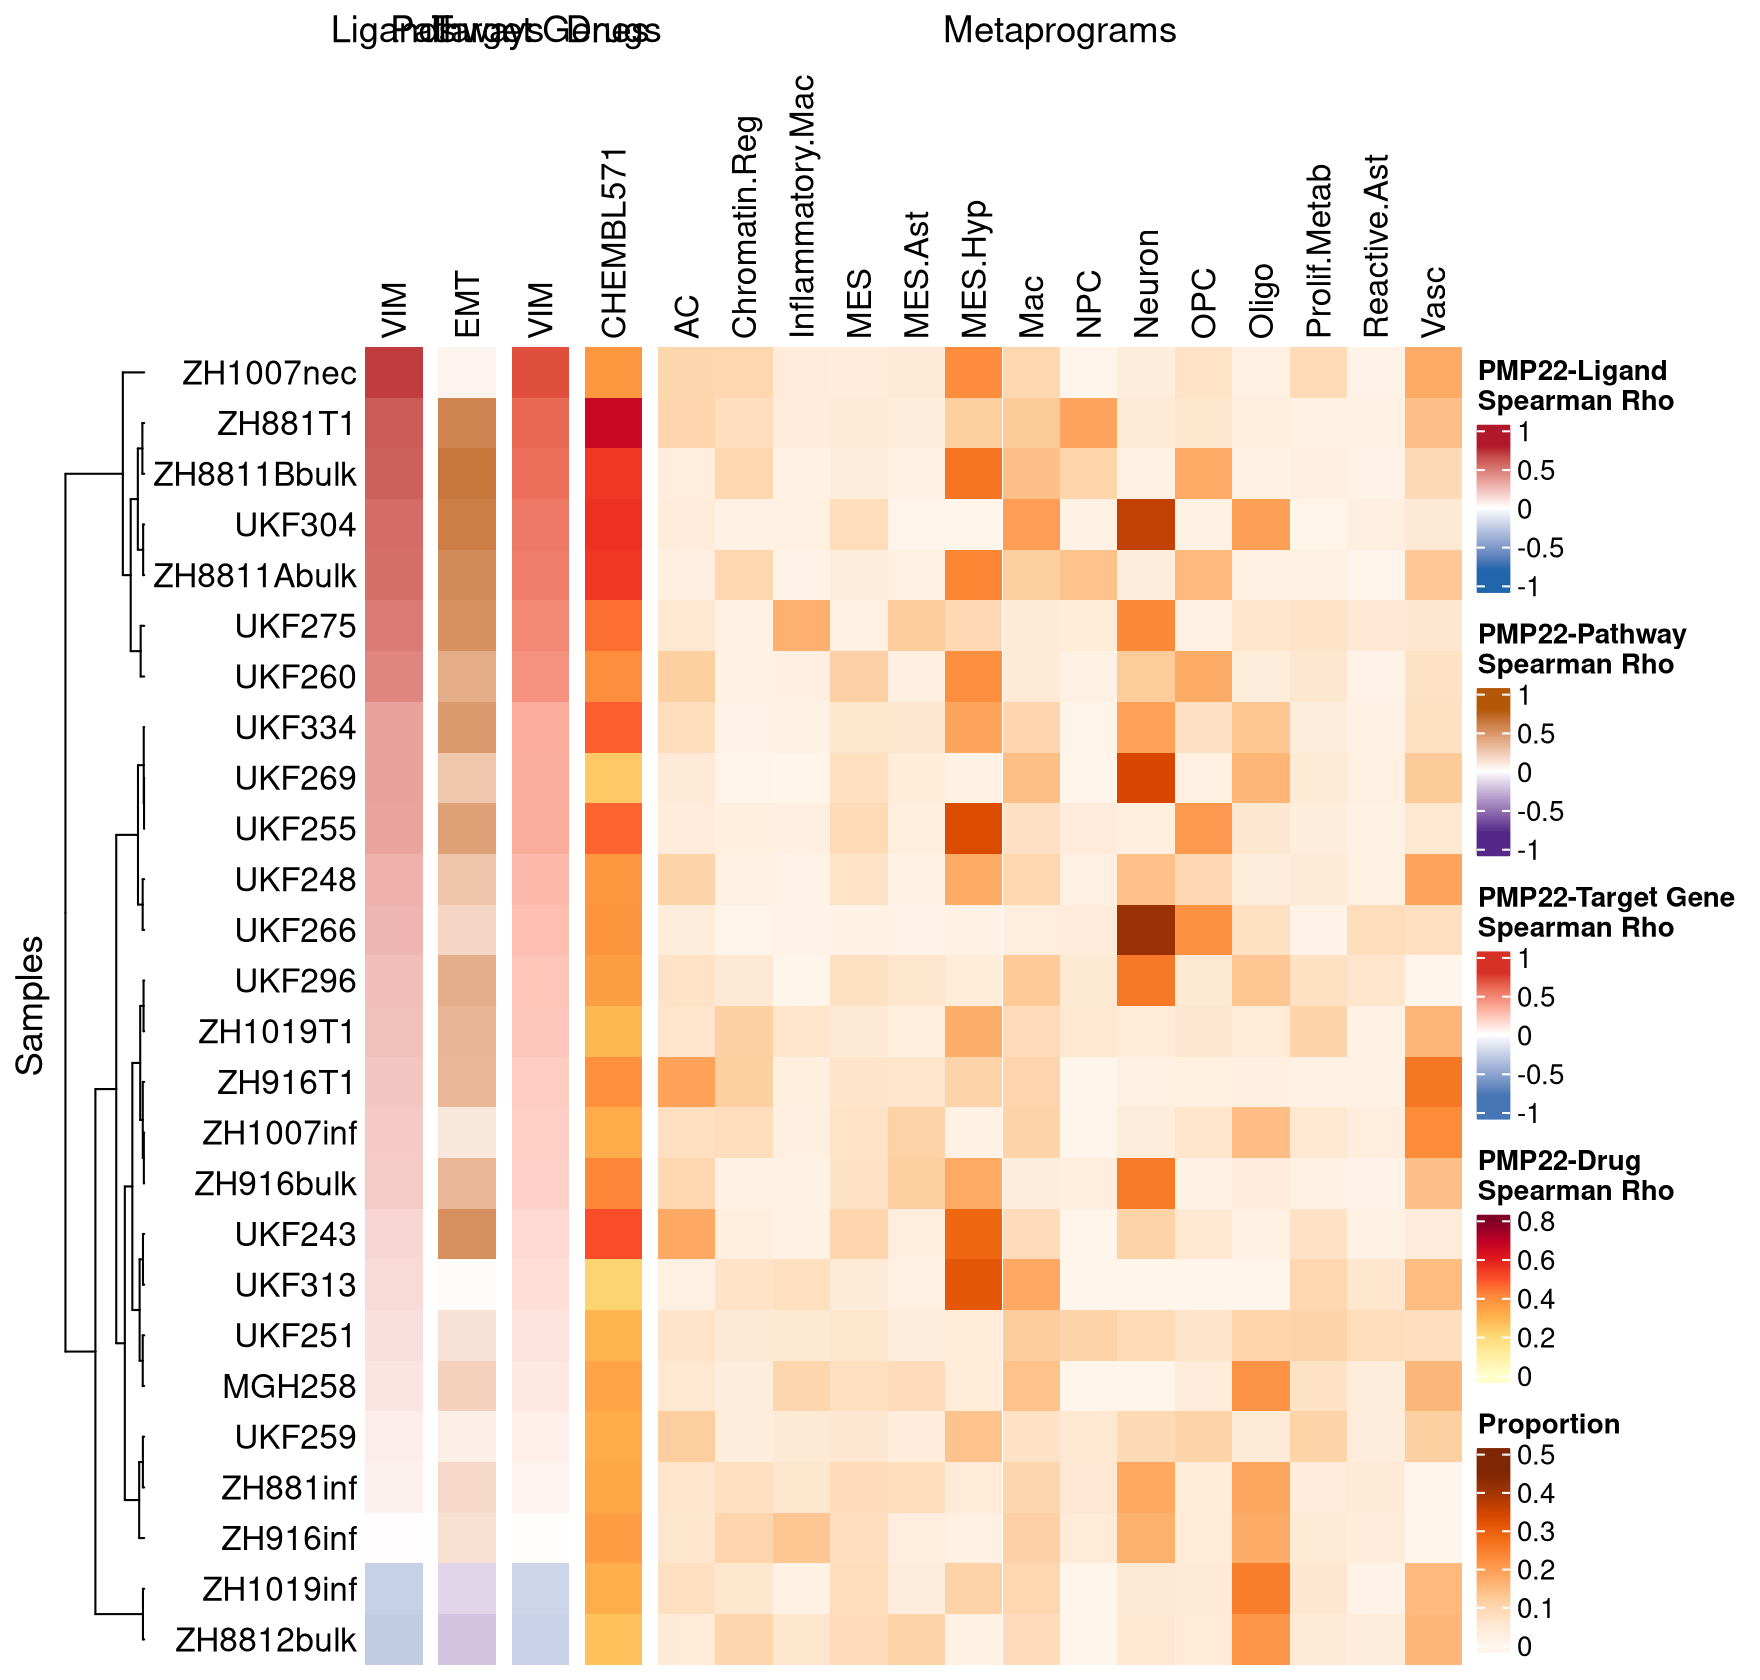 Ligands Pathways Target Genes Drugs Metaprograms
VIM
EMT
VIM
CHEMBL571
AC
Chromatin.Reg
Inflammatory.Mac
MES
MES.Ast
MES.Hyp
Mac
NPC
Neuron
OPC
Oligo
Prolif.Metab
Reactive.Ast
Vasc
Samples
ZH1007nec
ZH881T1
ZH8811Bbulk
UKF304
ZH8811Abulk
UKF275
UKF260
UKF334
UKF269
UKF255
UKF248
UKF266
UKF296
ZH1019T1
ZH916T1
ZH1007inf
ZH916bulk
UKF243
UKF313
UKF251
MGH258
UKF259
ZH881inf
ZH916inf
ZH1019inf
ZH8812bulk
PMP22-Ligand
Spearman Rho
1
0.5
0
-0.5
-1
PMP22-Pathway
Spearman Rho
1
0.5
0
-0.5
-1
PMP22-Target Gene
Spearman Rho
1
0.5
0
-0.5
-1
PMP22-Drug
Spearman Rho
0.8
0.6
0.4
0.2
0
Proportion
0.5
0.4
0.3
0.2
0.1
0